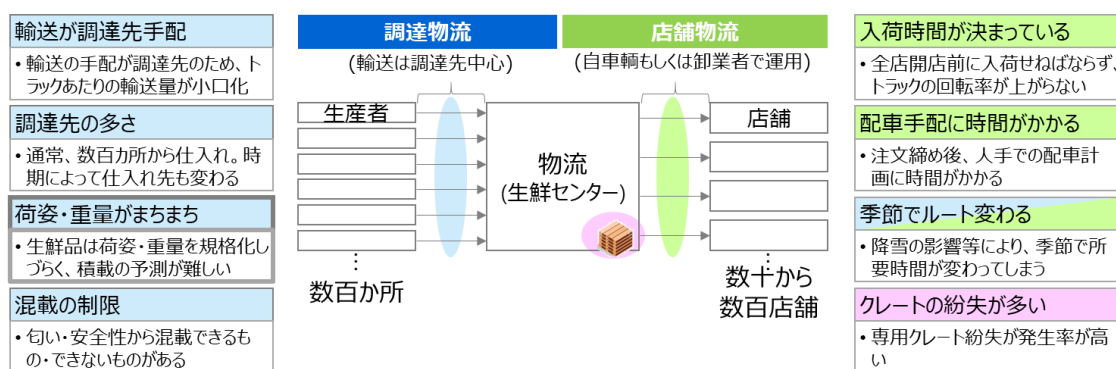 輸送が調達先手配
・輸送の手配が調達先のため、ト
ラックあたりの輸送量が小口化
調達先の多さ
・通常、数百カ所から仕入れ。時
期によって仕入れ先も変わる
荷姿・重量がまちまち
・生鮮品は荷姿・重量を規格化し
づらく、積載の予測が難しい
混載の制限
・匂い・安全性から混載できるも
の・できないものがある
調達物流
(輸送は調達先中心)
店舗物流
(自車輌もしくは卸業者で運用)
生産者
⋮
数百か所
物流
(生鮮センター)
店舗
⋮
数十から
数百店舗
入荷時間が決まっている
・全店開店前に入荷せねばならず、
トラックの回転率が上がらない
配車手配に時間がかかる
・注文締め後、人手での配車計
画に時間がかかる
季節でルート変わる
・降雪の影響等により、季節で所
要時間が変わってしまう
クレートの紛失が多い
・専用クレート紛失が発生率が高
い